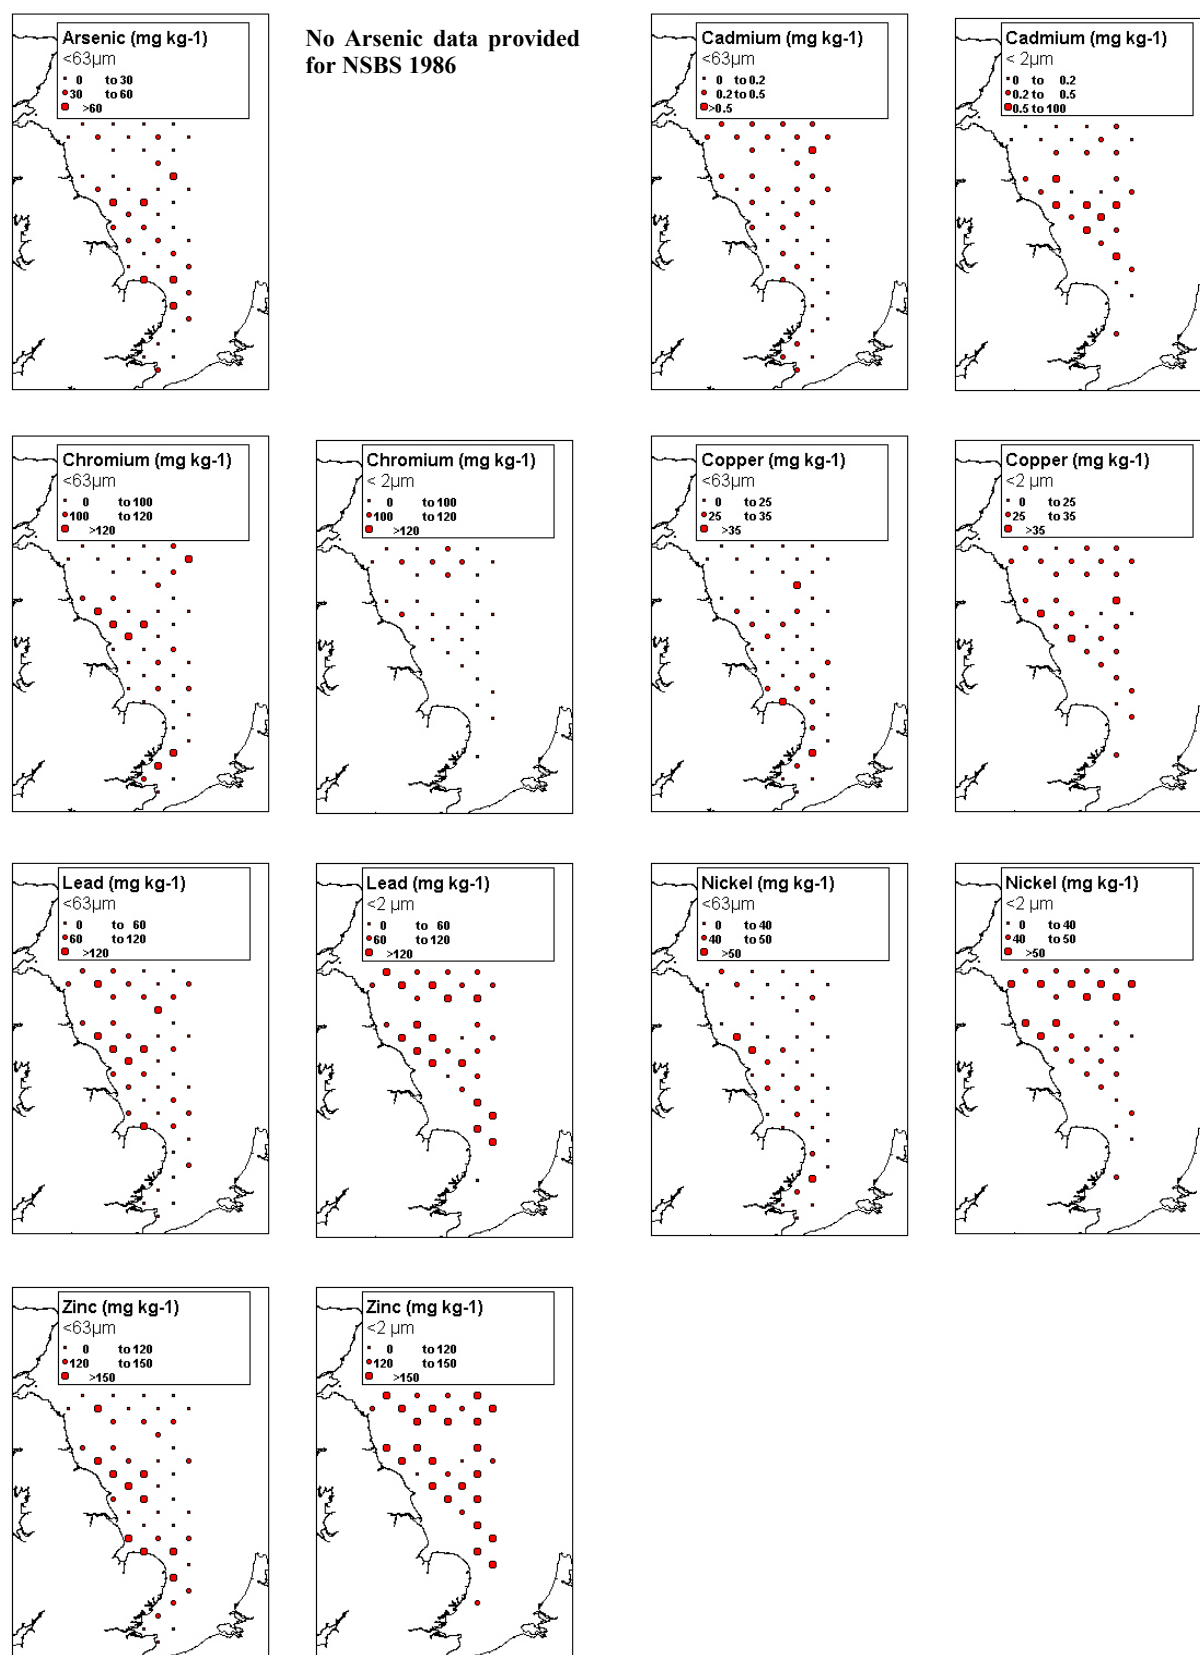 Arsenic (mg kg-1)
<63µm
0 to 30
30 to 60
>60
No Arsenic data provided
for NSBS 1986
Cadmium (mg kg-1)
<63µm
0 to 0.2
0.2 to 0.5
>0.5
Cadmium (mg kg-1)
< 2µm
0 to 0.2
0.2 to 0.5
0.5 to 100
Chromium (mg kg-1)
<63µm
0 to 100
100 to 120
>120
Chromium (mg kg-1)
< 2µm
0 to 100
100 to 120
>120
Copper (mg kg-1)
<63µm
0 to 25
25 to 35
>35
Copper (mg kg-1)
<2 µm
0 to 25
25 to 35
>35
Lead (mg kg-1)
<63µm
0 to 60
60 to 120
>120
Lead (mg kg-1)
<2 µm
0 to 60
60 to 120
>120
Nickel (mg kg-1)
<63µm
0 to 40
40 to 50
>50
Nickel (mg kg-1)
<2 µm
0 to 40
40 to 50
>50
Zinc (mg kg-1)
<63µm
0 to 120
120 to 150
>150
Zinc (mg kg-1)
<2 µm
0 to 120
120 to 150
>150